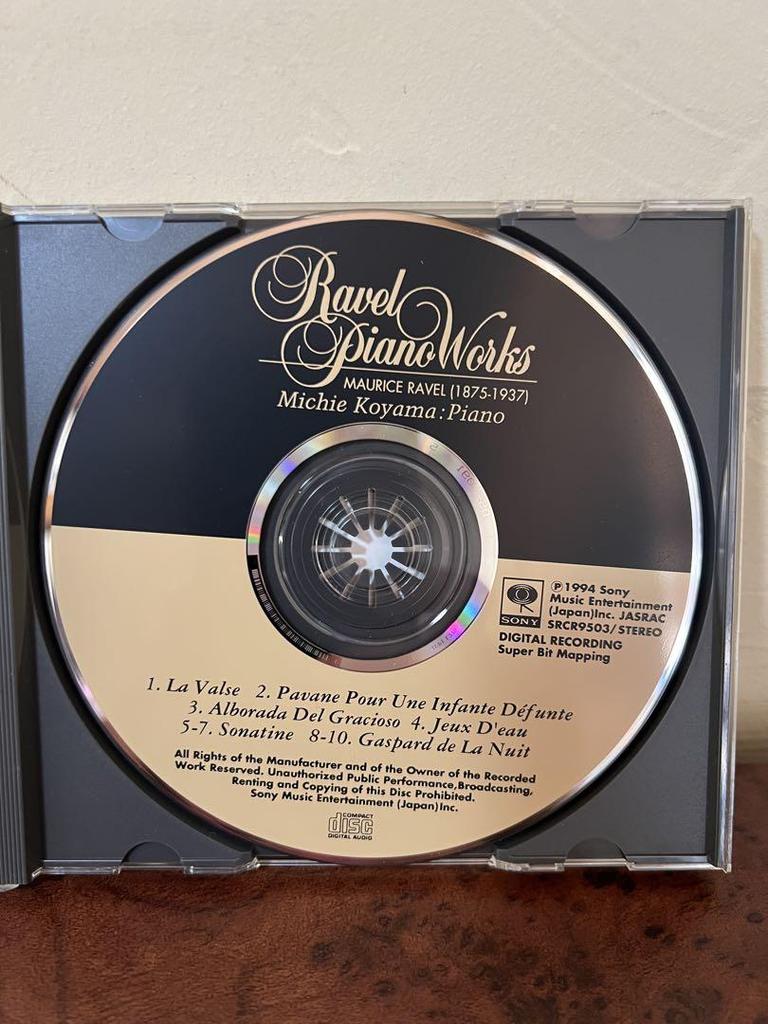 Ravel
Piano Works
MAURICE RAVEL (1875-1937)
Michie Koyama: Piano
SONY
℗ 1994 Sony
Music Entertainment
(Japan)Inc. JASRAC
SRCR9503/STEREO
DIGITAL RECORDING
Super Bit Mapping
1. La Valse 2. Pavane Pour Une Infante Défunte
3. Alborada Del Gracioso 4. Jeux D'eau
5-7. Sonatine 8-10. Gaspard de La Nuit
All Rights of the Manufacturer and of the Owner of the Recorded
Work Reserved. Unauthorized Public Performance,Broadcasting,
Renting and Copying of this Disc Prohibited.
Sony Music Entertainment (Japan)Inc.
COMPACT
disc
DIGITAL AUDIO